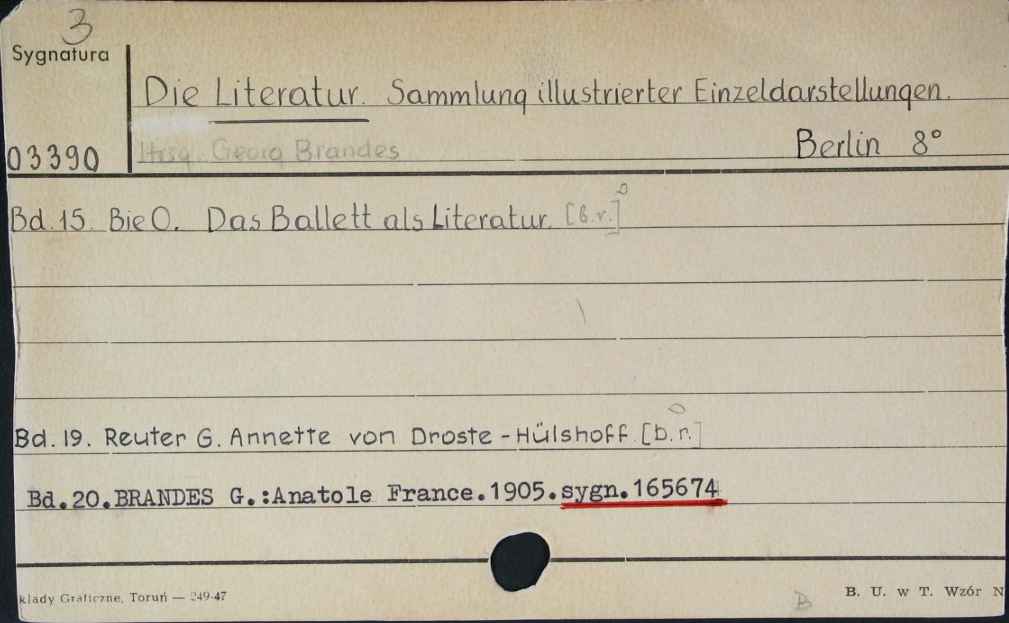 3
Sygnatura
Die Literatur. Sammlung illustrierter Einzeldarstellungen.
03390
Hrsg. Georg Brandes Berlin 8°
Bd. 15. Bie O. Das Ballett als Literatur. [b.r.]
Bd. 19. Reuter G. Annette von Droste-Hülshoff [b.r.]
Bd.20.BRANDES G.:Anatole France.1905.sygn.165674
kłady Graficzne, Toruń — 249-47
B
B. U. w T. Wzór N